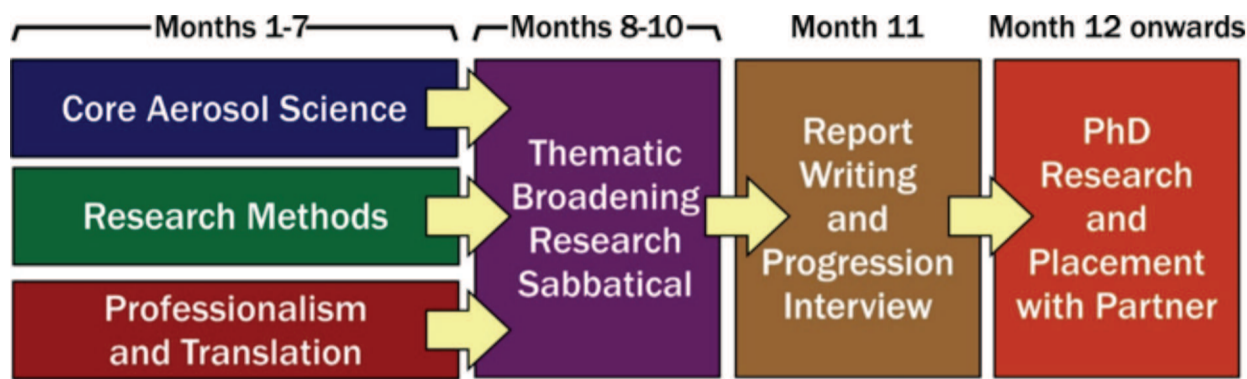 Months 1-7
Months 8-10
Month 11
Month 12 onwards
Core Aerosol Science
Research Methods
Professionalism
and Translation
Thematic
Broadening
Research
Sabbatical
Report
Writing
and
Progression
Interview
PhD
Research
and
Placement
with Partner